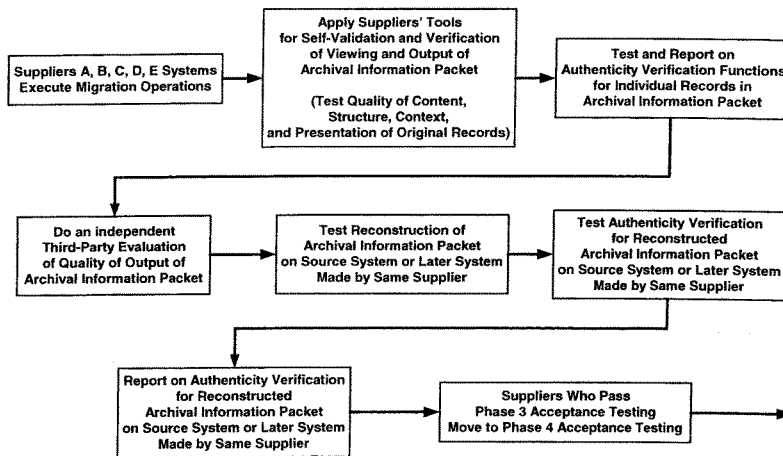 Suppliers A, B, C, D, E Systems
Execute Migration Operations
Apply Suppliers' Tools
for Self-Validation and Verification
of Viewing and Output of
Archival Information Packet
(Test Quality of Content,
Structure, Context,
and Presentation of Original Records)
Test and Report on
Authenticity Verification Functions
for Individual Records in
Archival Information Packet
Do an independent
Third-Party Evaluation
of Quality of Output of
Archival Information Packet
Test Reconstruction of
Archival Information Packet
on Source System or Later System
Made by Same Supplier
Test Authenticity Verification
for Reconstructed
Archival Information Packet
on Source System or Later System
Made by Same Supplier
Report on Authenticity Verification
for Reconstructed
Archival Information Packet
on Source System or Later System
Made by Same Supplier
Suppliers Who Pass
Phase 3 Acceptance Testing
Move to Phase 4 Acceptance Testing